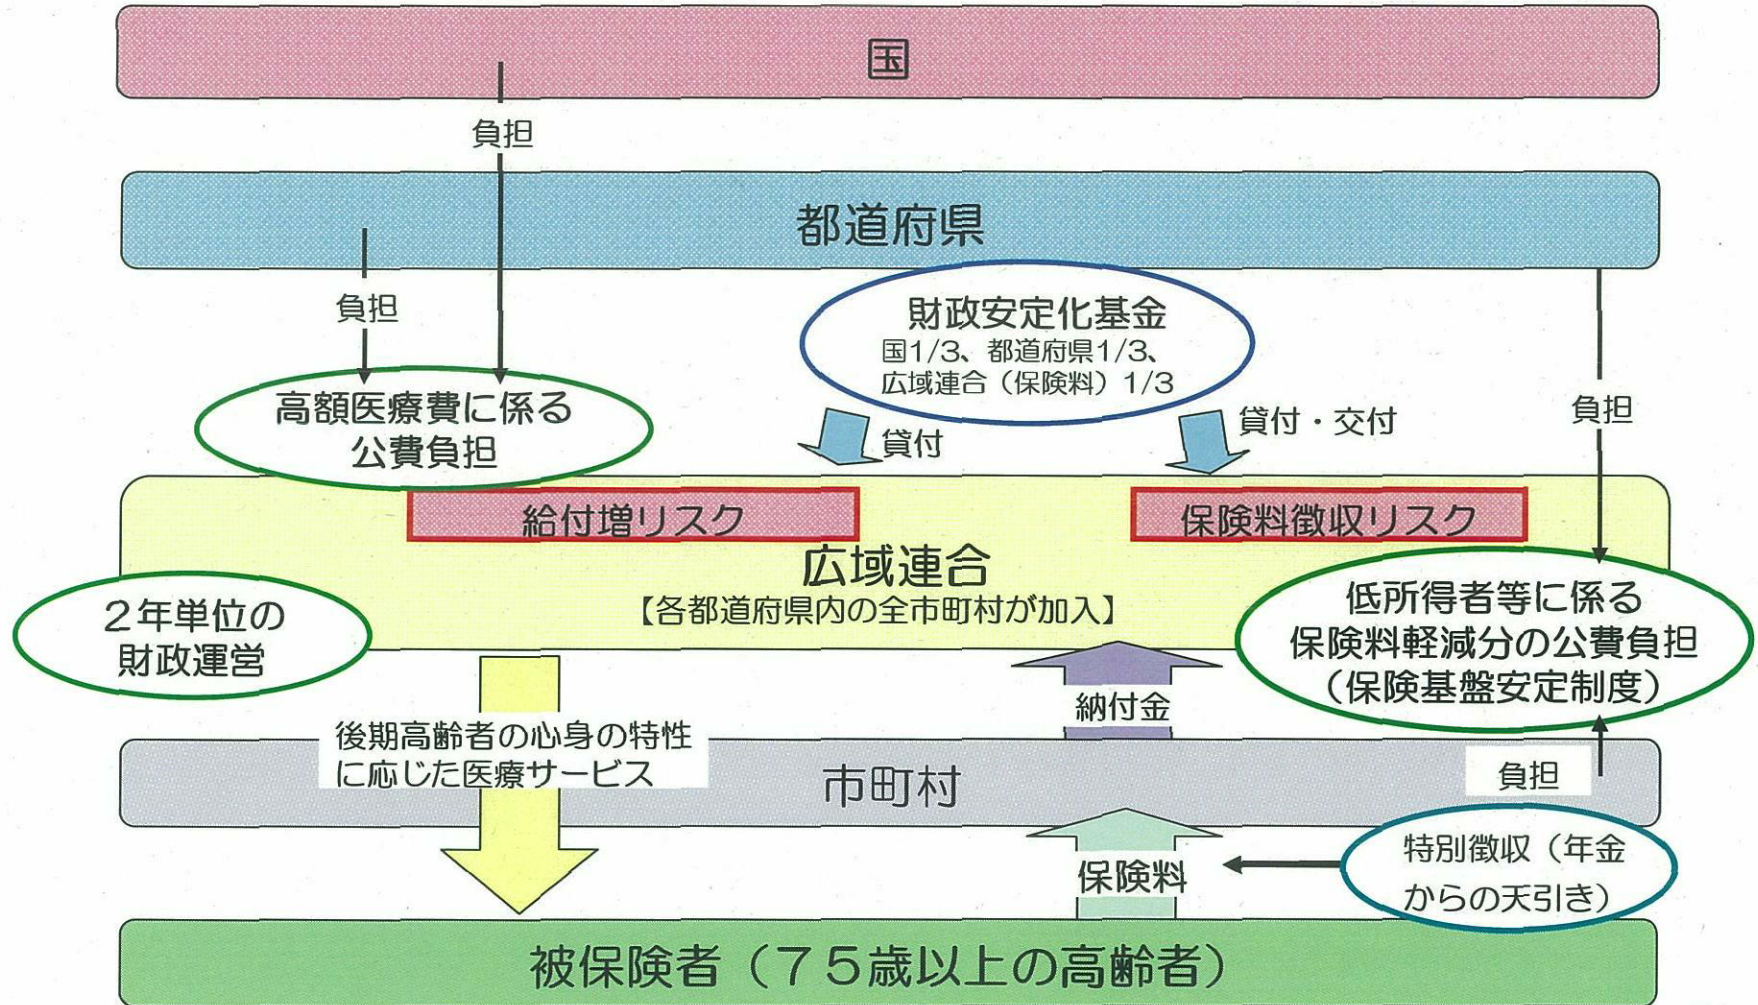 国
負担
都道府県
負担
財政安定化基金
国1/3、都道府県1/3、
広域連合（保険料）1/3
負担
高額医療費に係る
公費負担
貸付
貸付・交付
給付増リスク
保険料徴収リスク
広域連合
【各都道府県内の全市町村が加入】
２年単位の
財政運営
低所得者等に係る
保険料軽減分の公費負担
（保険基盤安定制度）
納付金
後期高齢者の心身の特性
に応じた医療サービス
市町村
負担
保険料
特別徴収（年金
からの天引き）
被保険者（７５歳以上の高齢者）